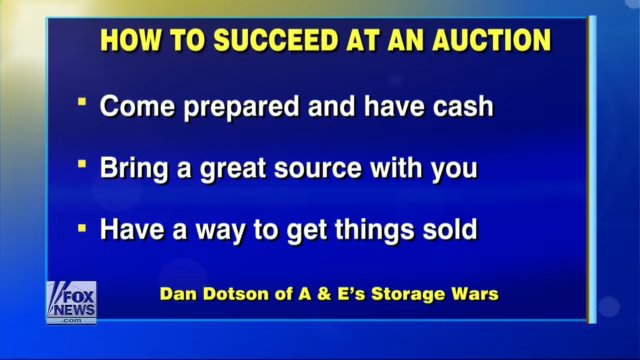 HOW TO SUCCEED AT AN AUCTION
Come prepared and have cash
Bring a great source with you
Have a way to get things sold
Dan Dotson of A & E's Storage Wars
FOX
NEWS
.com